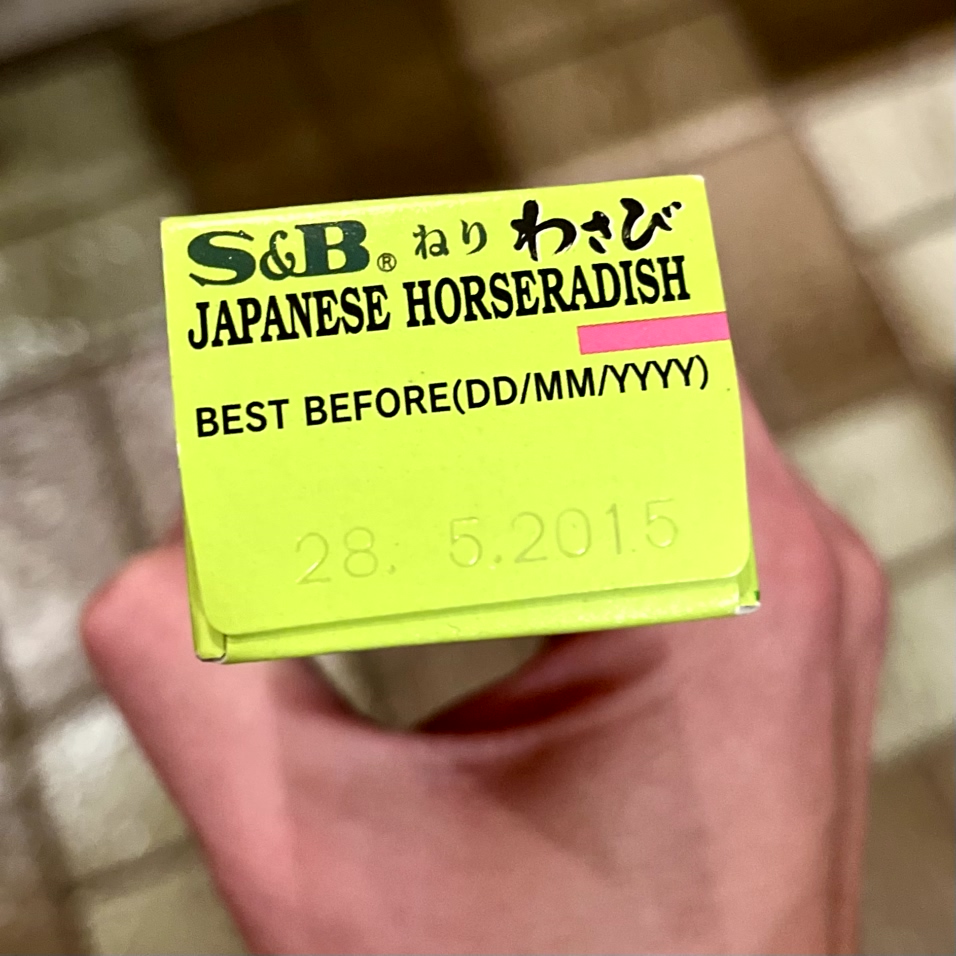 S&B® ねり わさび
JAPANESE HORSERADISH
BEST BEFORE(DD/MM/YYYY)
28. 5.2015